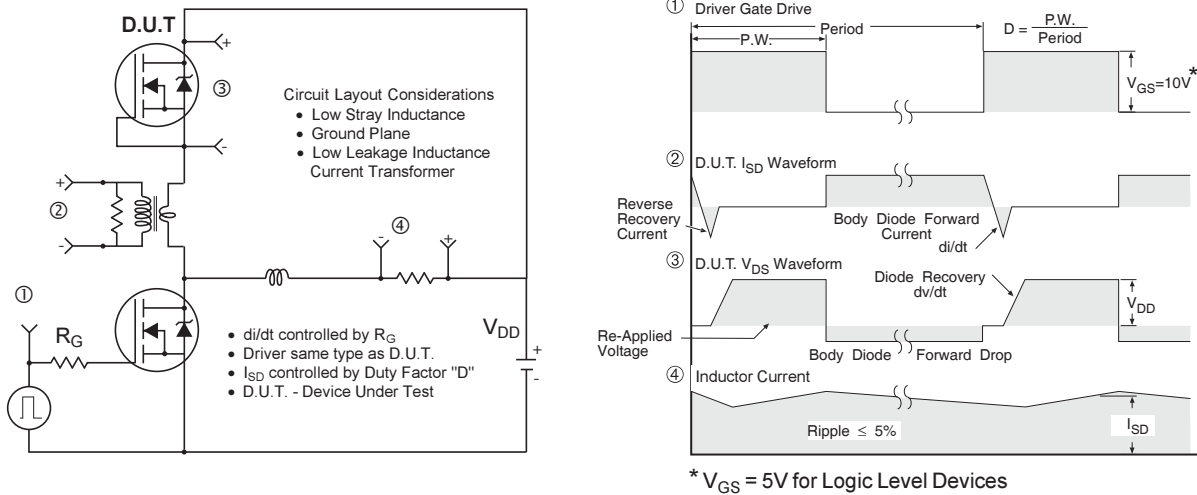 D.U.T
+
③
-
Circuit Layout Considerations
• Low Stray Inductance
• Ground Plane
• Low Leakage Inductance
Current Transformer
+
②
-
④
-
+
①
R_G
V_DD
+
-
• di/dt controlled by R_G
• Driver same type as D.U.T.
• I_SD controlled by Duty Factor "D"
• D.U.T. - Device Under Test
① Driver Gate Drive
P.W.
Period
D = P.W. / Period
V_GS=10V*
② D.U.T. I_SD Waveform
Reverse
Recovery
Current
Body Diode Forward
Current
di/dt
③ D.U.T. V_DS Waveform
Diode Recovery
dv/dt
V_DD
Re-Applied
Voltage
Body Diode Forward Drop
④ Inductor Current
Ripple ≤ 5%
I_SD
* V_GS = 5V for Logic Level Devices